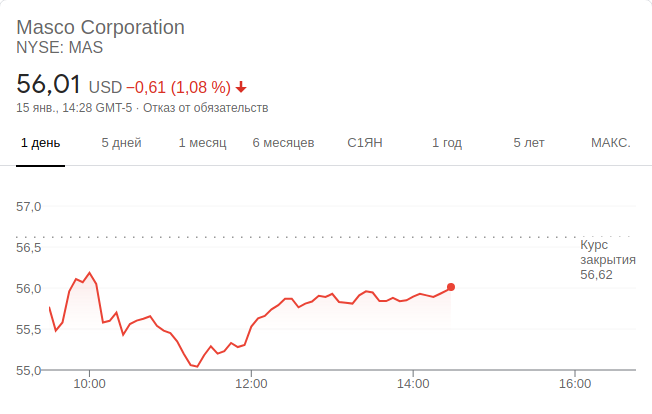 Masco Corporation
NYSE: MAS
56,01 USD −0,61 (1,08 %)
15 янв., 14:28 GMT-5 · Отказ от обязательств
1 день 5 дней 1 месяц 6 месяцев С1ЯН 1 год 5 лет МАКС.
57,0
56,5
Курс
закрытия
56,62
56,0
55,5
55,0
10:00 12:00 14:00 16:00